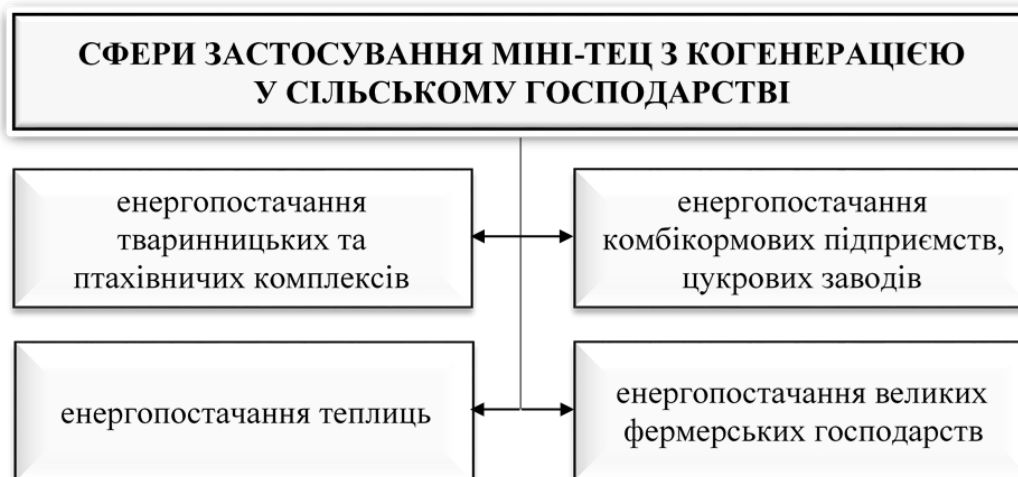 СФЕРИ ЗАСТОСУВАННЯ МІНІ-ТЕЦ З КОГЕНЕРАЦІЄЮ
У СІЛЬСЬКОМУ ГОСПОДАРСТВІ
енергопостачання
тваринницьких та
птахівничих комплексів
енергопостачання
комбікормових підприємств,
цукрових заводів
енергопостачання теплиць
енергопостачання великих
фермерських господарств